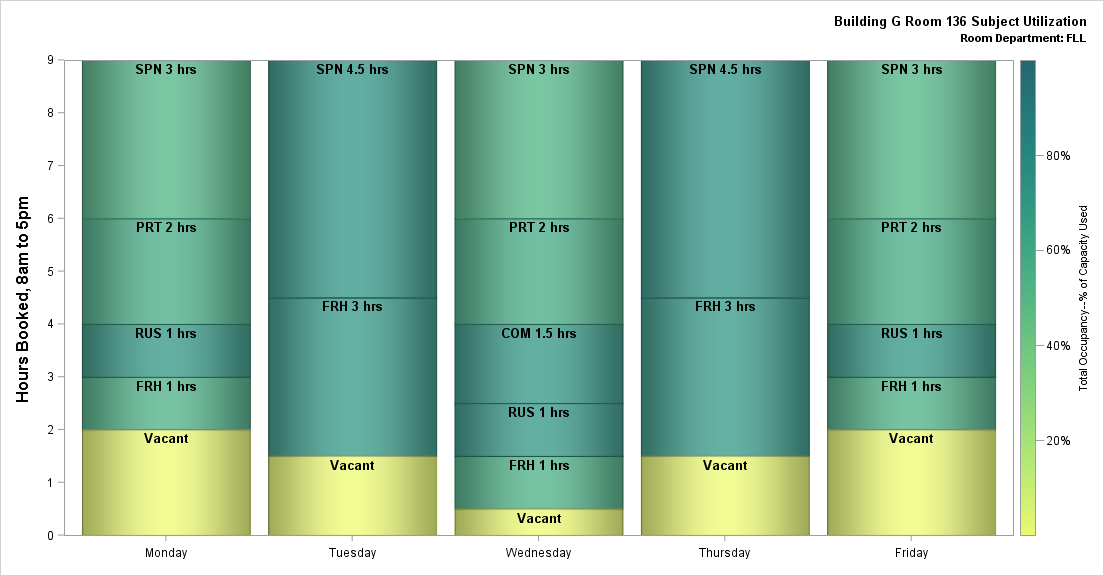 Building G Room 136 Subject Utilization
Room Department: FLL
Hours Booked, 8am to 5pm
9
8
7
6
5
4
3
2
1
0
SPN 3 hrs
PRT 2 hrs
RUS 1 hrs
FRH 1 hrs
Vacant
Monday
SPN 4.5 hrs
FRH 3 hrs
Vacant
Tuesday
SPN 3 hrs
PRT 2 hrs
COM 1.5 hrs
RUS 1 hrs
FRH 1 hrs
Vacant
Wednesday
SPN 4.5 hrs
FRH 3 hrs
Vacant
Thursday
SPN 3 hrs
PRT 2 hrs
RUS 1 hrs
FRH 1 hrs
Vacant
Friday
80%
60%
40%
20%
Total Occupancy--% of Capacity Used